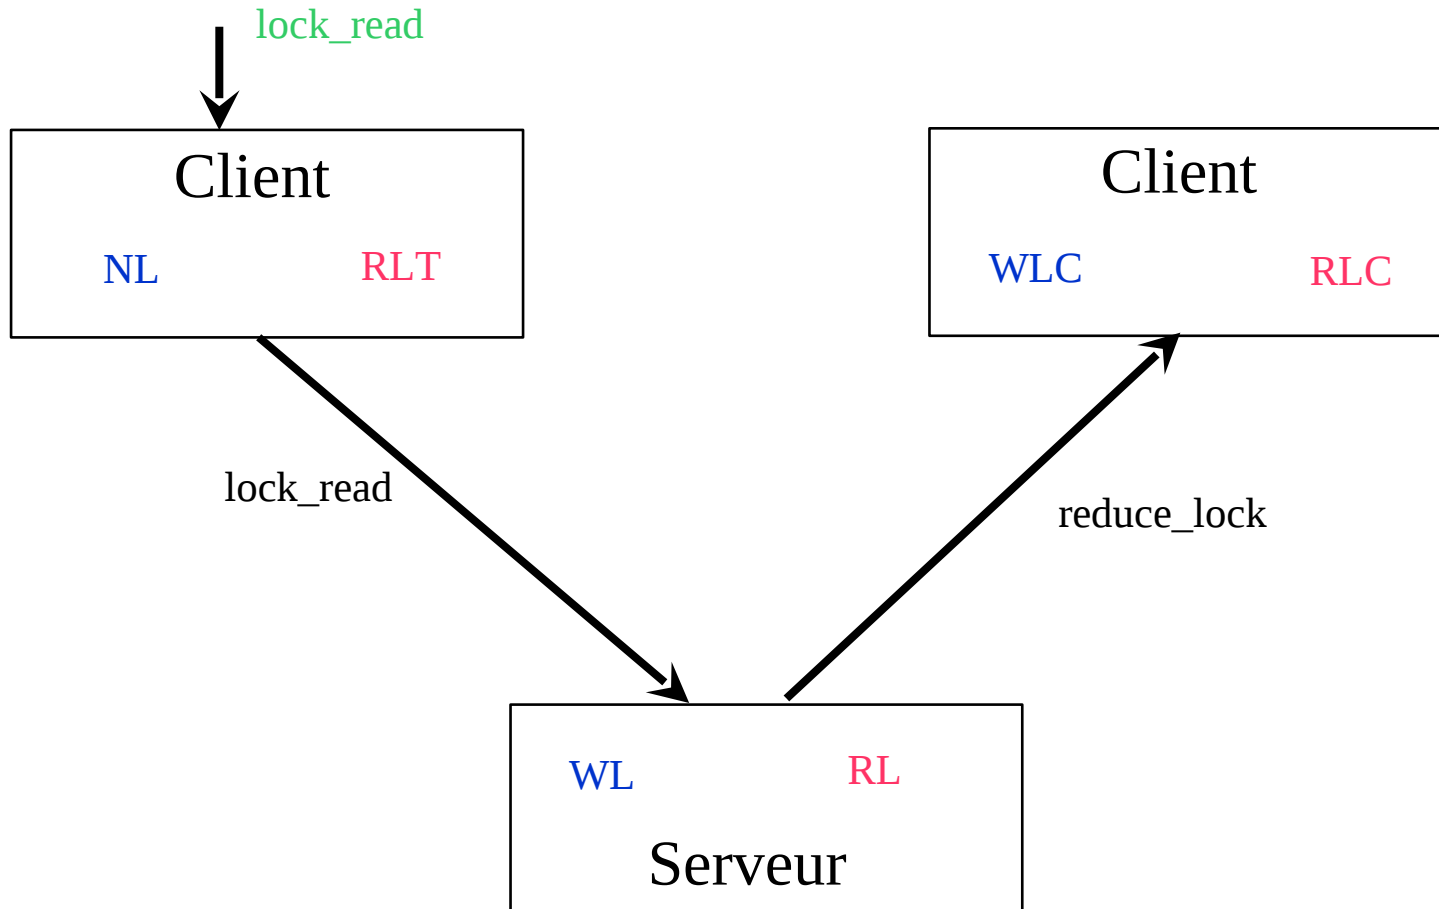 lock_read
Client
NL RLT
Client
WLC RLC
lock_read
reduce_lock
WL RL
Serveur